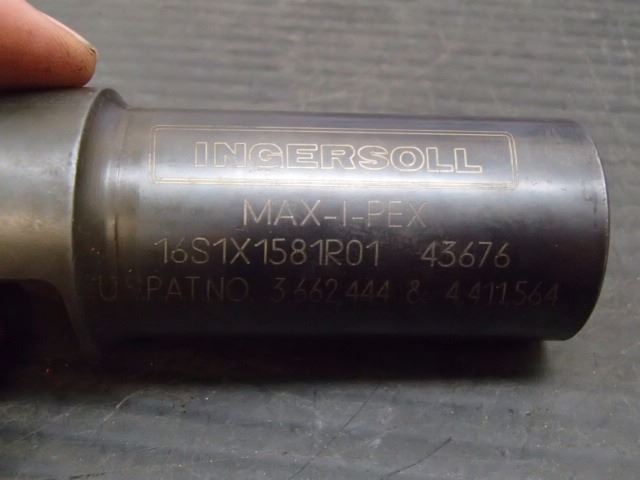 INGERSOLL
MAX-I-PEX
16S1X1581R01 43676
U.S.PAT.NO. 3,662,444 & 4,411,564